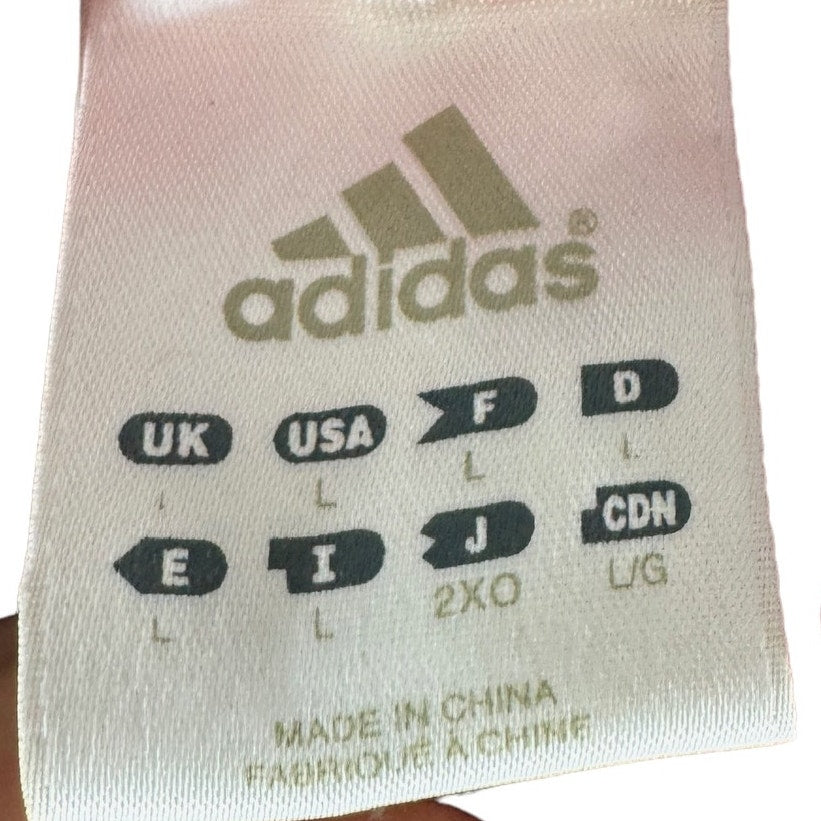 adidas®
UK USA F D
L L L
E I J CDN
L L 2XO L/G
MADE IN CHINA
FABRIQUÉ À CHINE